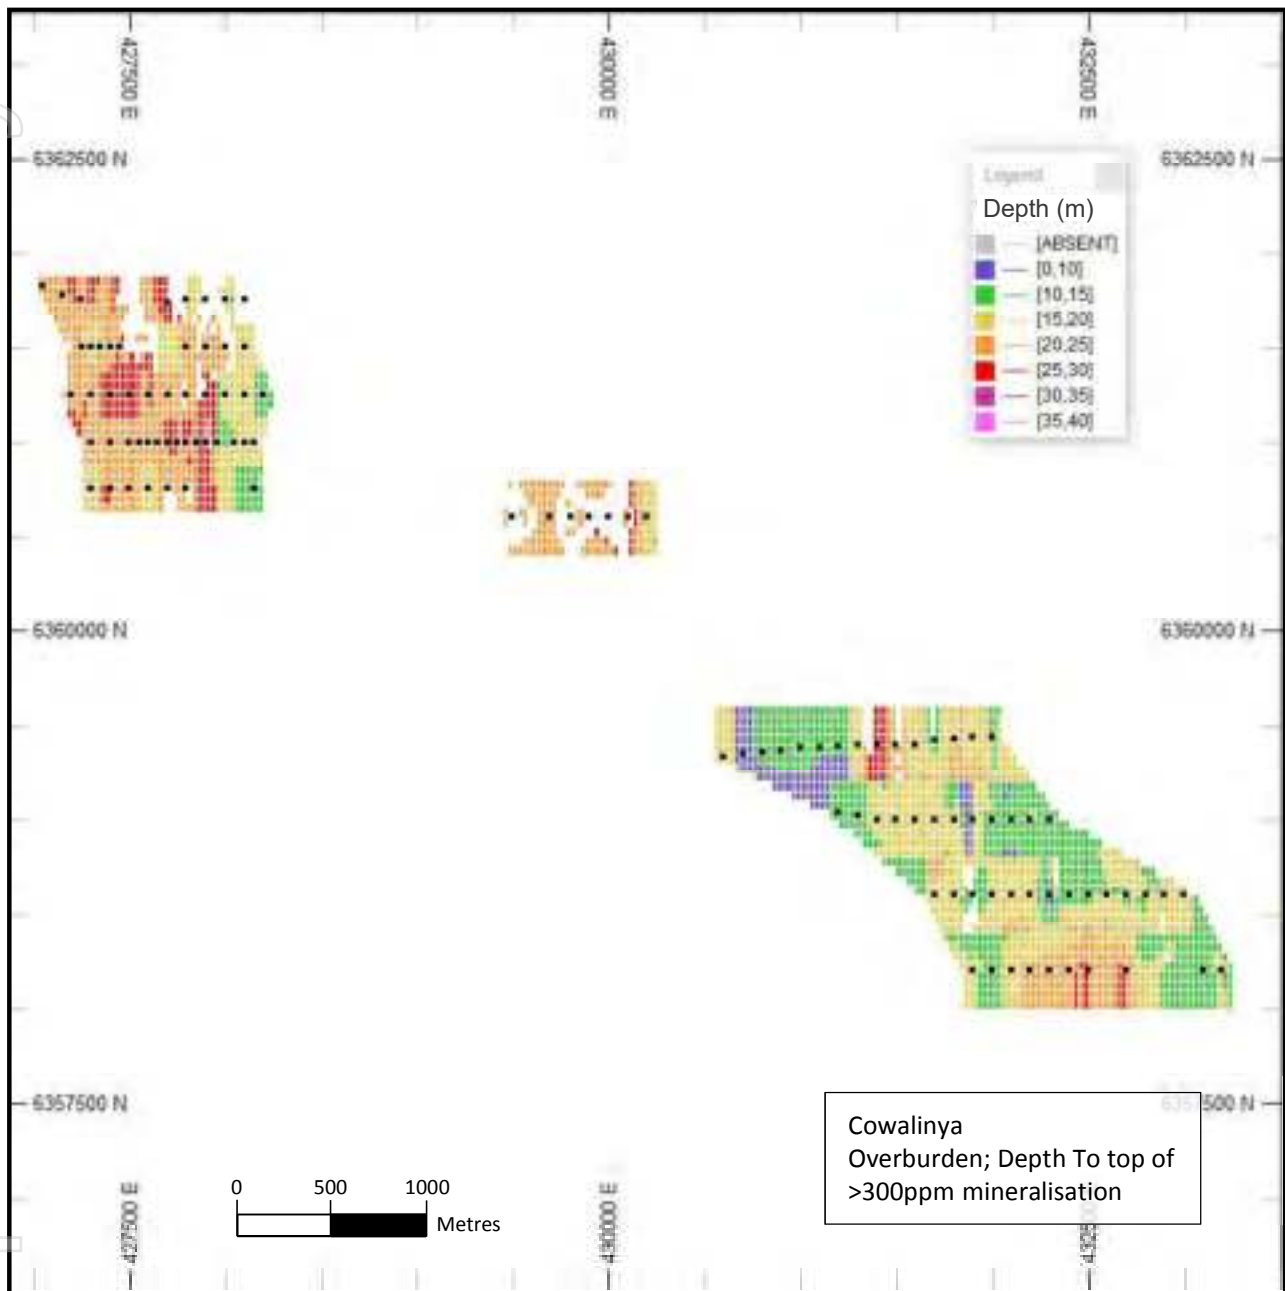 427500 E
430000 E
432500 E
6362500 N
6362500 N
Legend
Depth (m)
[ABSENT]
[0,10]
[10,15]
[15,20]
[20,25]
[25,30]
[30,35]
[35,40]
6360000 N
6360000 N
6357500 N
6357500 N
Cowalinya
Overburden; Depth To top of
>300ppm mineralisation
0 500 1000
Metres
427500 E
430000 E
432500